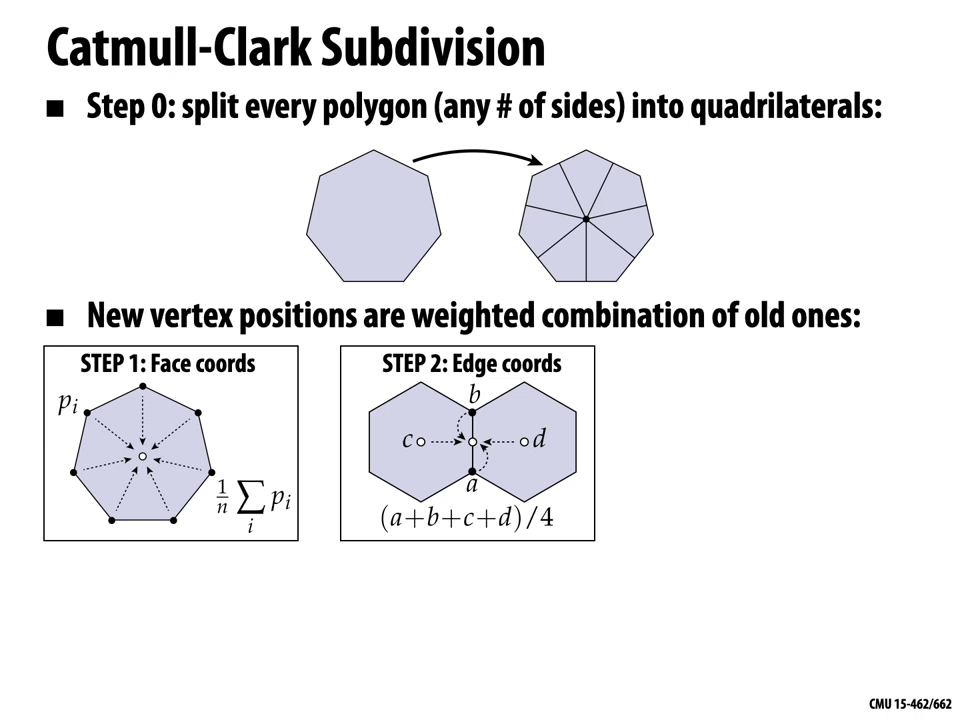 Catmull-Clark Subdivision
■ Step 0: split every polygon (any # of sides) into quadrilaterals:
■ New vertex positions are weighted combination of old ones:
STEP 1: Face coords
p_i
1/n ∑_i p_i
STEP 2: Edge coords
b
c
d
a
(a+b+c+d)/4
CMU 15-462/662